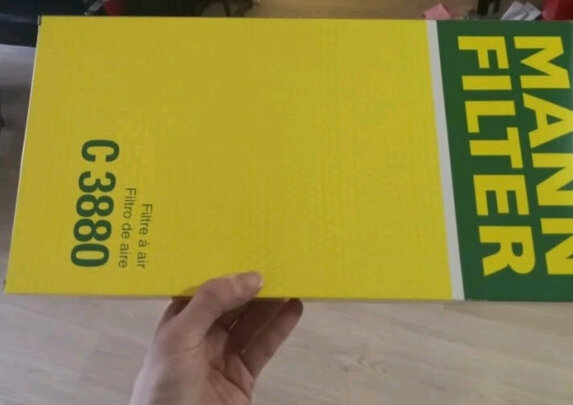 MANN
FILTER
C 3880
Filtre à air
Filtro de aire